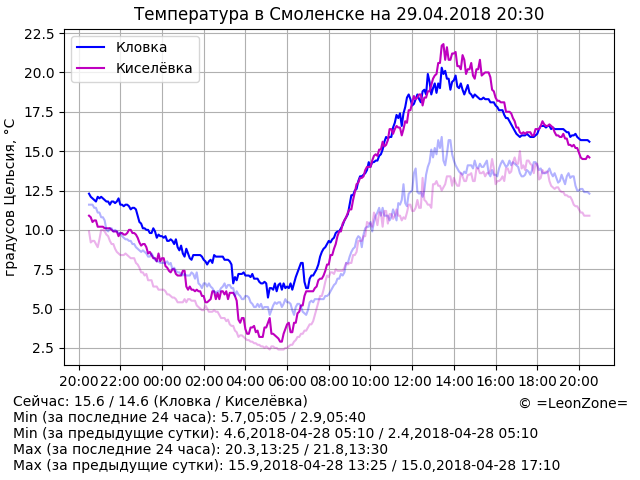 Температура в Смоленске на 29.04.2018 20:30
градусов Цельсия, °C
22.5
20.0
17.5
15.0
12.5
10.0
7.5
5.0
2.5
Кловка
Киселёвка
20:00 22:00 00:00 02:00 04:00 06:00 08:00 10:00 12:00 14:00 16:00 18:00 20:00
Сейчас: 15.6 / 14.6 (Кловка / Киселёвка)
© =LeonZone=
Min (за последние 24 часа): 5.7,05:05 / 2.9,05:40
Min (за предыдущие сутки): 4.6,2018-04-28 05:10 / 2.4,2018-04-28 05:10
Max (за последние 24 часа): 20.3,13:25 / 21.8,13:30
Max (за предыдущие сутки): 15.9,2018-04-28 13:25 / 15.0,2018-04-28 17:10